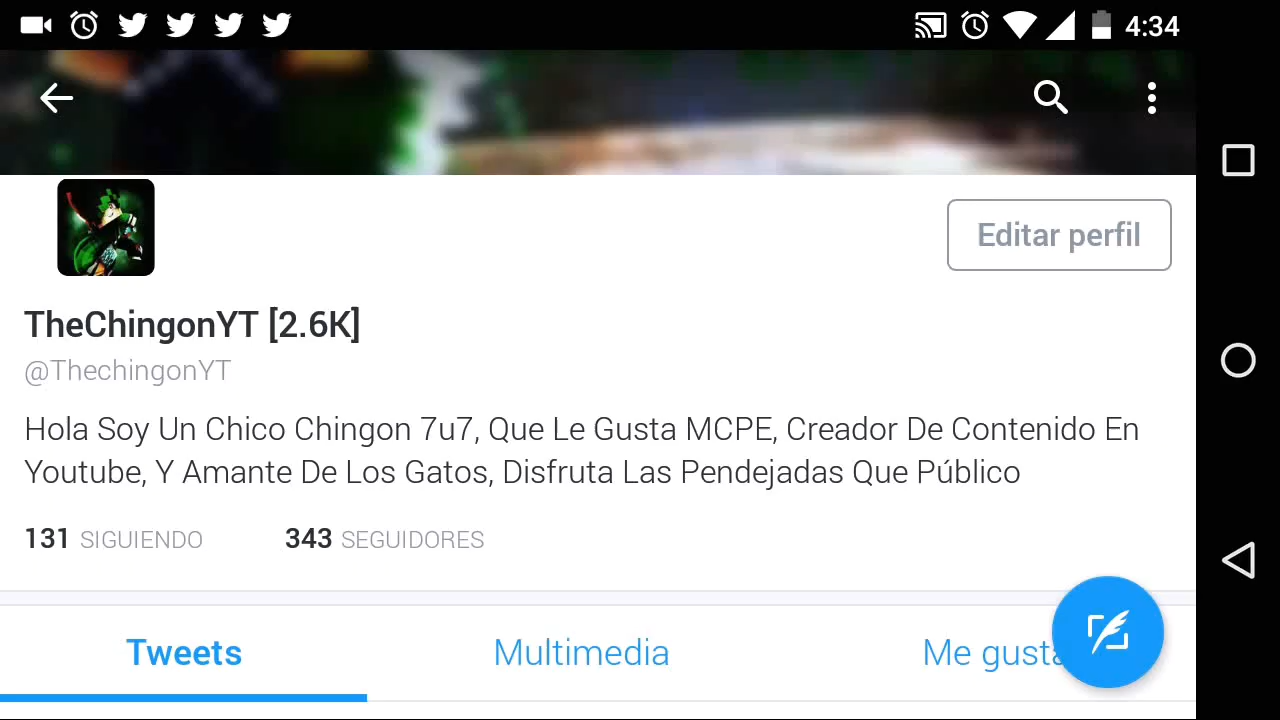 4:34
Editar perfil
TheChingonYT [2.6K]
@ThechingonYT
Hola Soy Un Chico Chingon 7u7, Que Le Gusta MCPE, Creador De Contenido En
Youtube, Y Amante De Los Gatos, Disfruta Las Pendejadas Que Público
131 SIGUIENDO 343 SEGUIDORES
Tweets Multimedia Me gusta